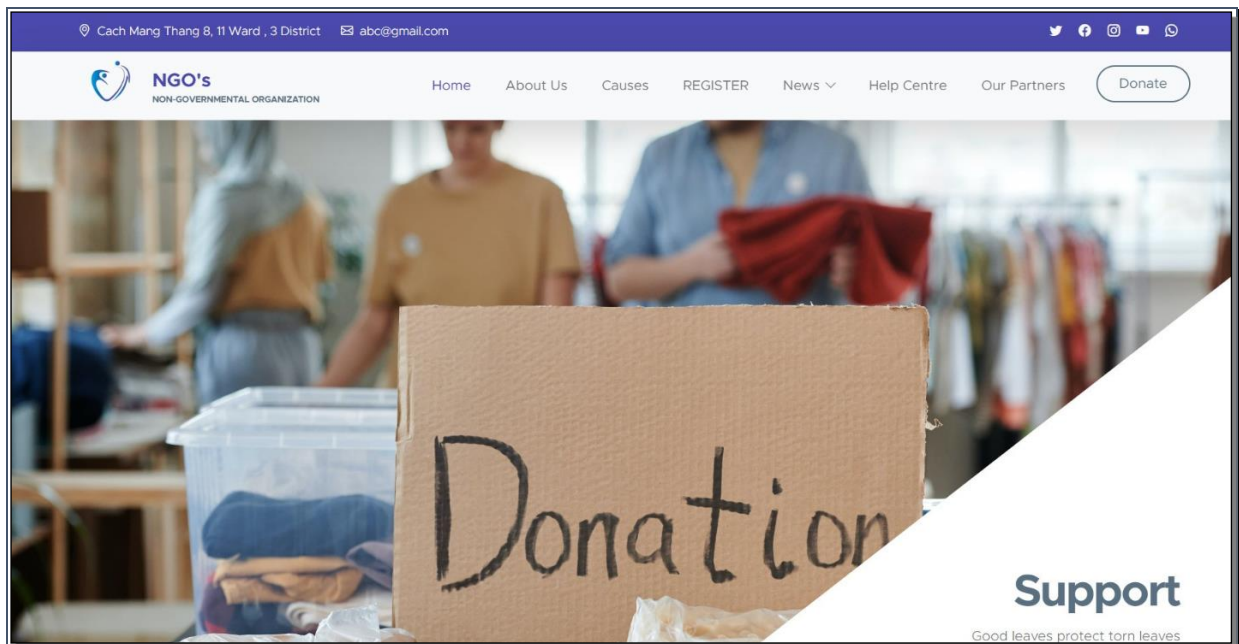 Cach Mang Thang 8, 11 Ward , 3 District abc@gmail.com
NGO's
NON-GOVERNMENTAL ORGANIZATION
Home About Us Causes REGISTER News Help Centre Our Partners Donate
Donation
Support
Good leaves protect torn leaves